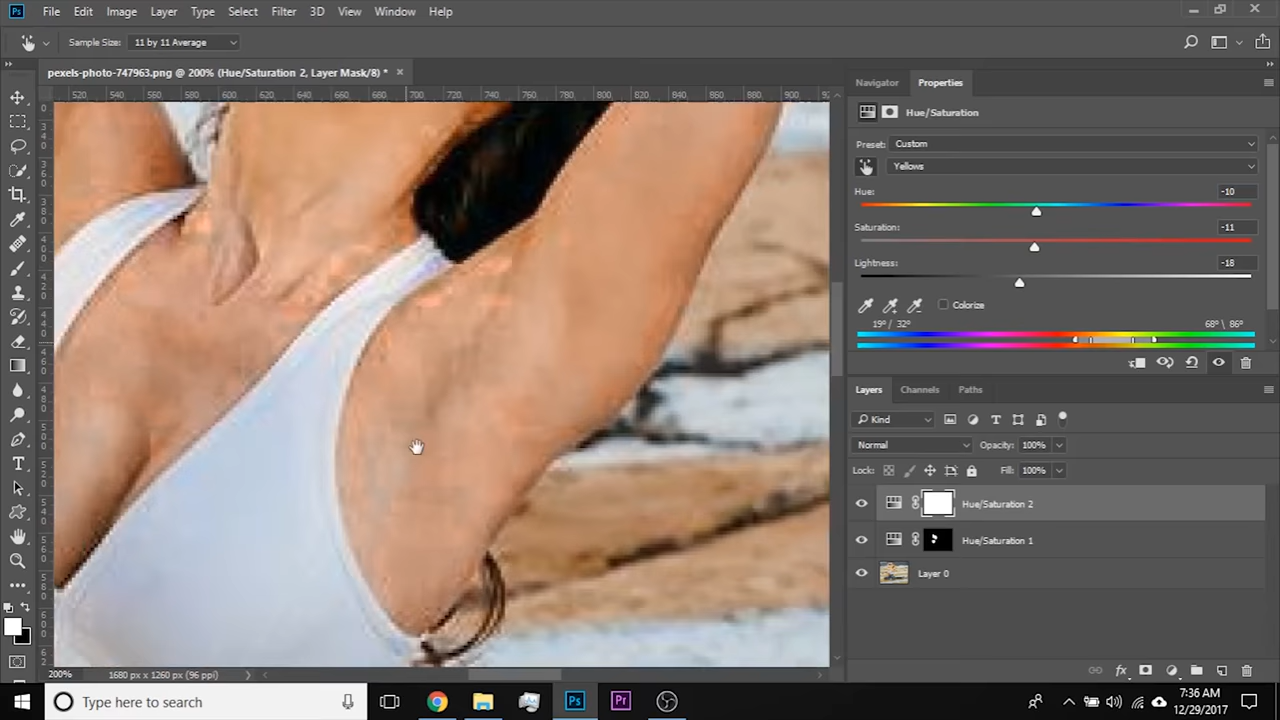 Ps File Edit Image Layer Type Select Filter 3D View Window Help
Sample Size: 11 by 11 Average
pexels-photo-747963.png @ 200% (Hue/Saturation 2, Layer Mask/8) * ×
Navigator Properties
520 540 560 580 600 620 640 660 680 700 720 740 760 780 800 820 840 860 880 900
Hue/Saturation
Preset: Custom
Yellows
Hue: -10
Saturation: -11
Lightness: -18
Colorize
19° / 32° 68° \ 86°
Layers Channels Paths
Kind
Normal Opacity: 100%
Lock: Fill: 100%
Hue/Saturation 2
Hue/Saturation 1
Layer 0
fx
200% 1680 px x 1260 px (96 ppi)
Type here to search
Ps Pr
7:36 AM
12/29/2017